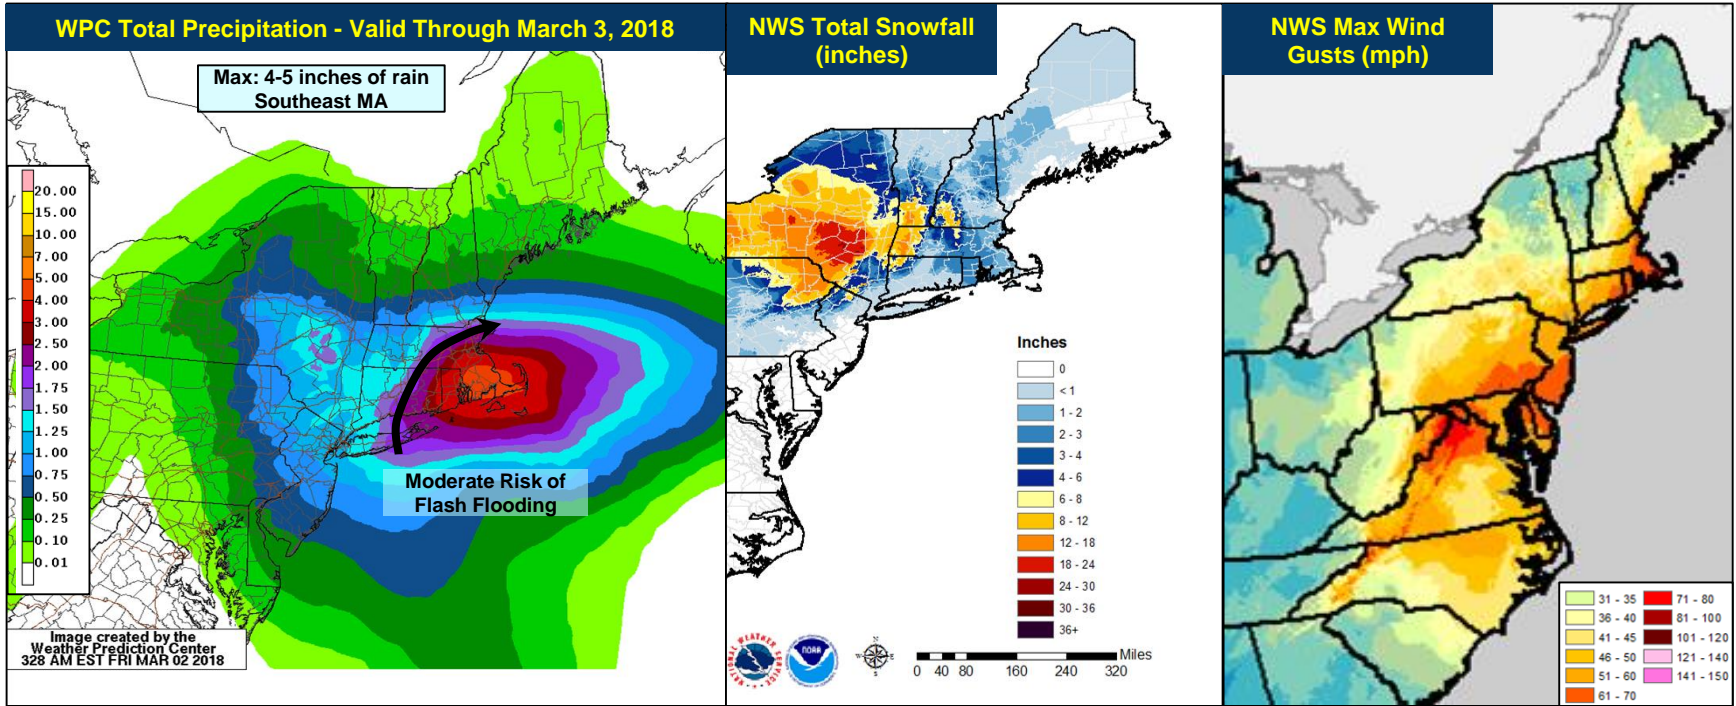 WPC Total Precipitation - Valid Through March 3, 2018
Max: 4-5 inches of rain
Southeast MA
20.00
15.00
10.00
7.00
5.00
4.00
3.00
2.50
2.00
1.75
1.50
1.25
1.00
0.75
0.50
0.25
0.10
0.01
Moderate Risk of
Flash Flooding
Image created by the
Weather Prediction Center
328 AM EST FRI MAR 02 2018
NWS Total Snowfall
(inches)
Inches
0
< 1
1 - 2
2 - 3
3 - 4
4 - 6
6 - 8
8 - 12
12 - 18
18 - 24
24 - 30
30 - 36
36+
NATIONAL WEATHER SERVICE
NOAA
0 40 80 160 240 320 Miles
NWS Max Wind
Gusts (mph)
31 - 35
36 - 40
41 - 45
46 - 50
51 - 60
61 - 70
71 - 80
81 - 100
101 - 120
121 - 140
141 - 150